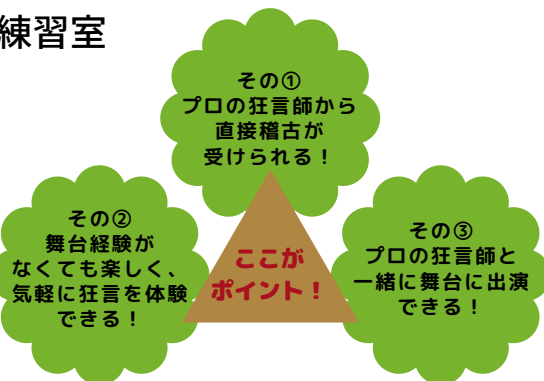 練習室
その①
プロの狂言師から
直接稽古が
受けられる！
その②
舞台経験が
なくても楽しく、
気軽に狂言を体験
できる！
ここが
ポイント！
その③
プロの狂言師と
一緒に舞台に出演
できる！